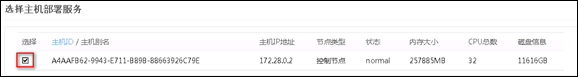 选择主机部署服务
选择 主机ID / 主机别名 主机IP地址 节点类型 状态 内存大小 CPU总数 磁盘信息
A4AAFB62-9943-E711-B89B-88663926C79E 172.28.0.2 控制节点 normal 257885MB 32 11616GB